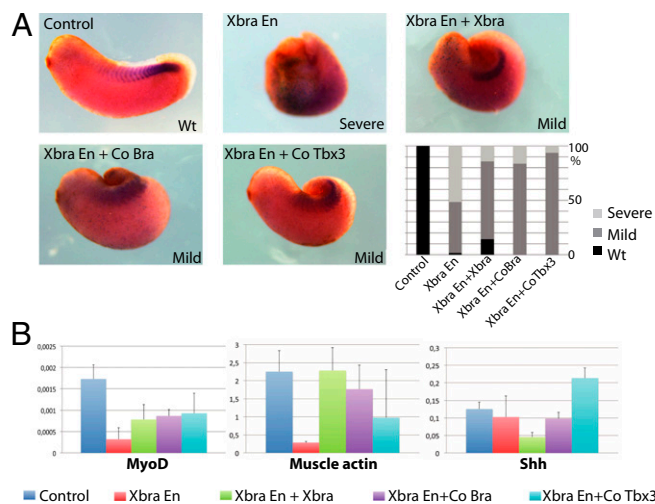 A
Control
Wt
Xbra En
Severe
Xbra En + Xbra
Mild
Xbra En + Co Bra
Mild
Xbra En + Co Tbx3
Mild
100
%
50
0
Control
Xbra En
Xbra En+Xbra
Xbra En+CoBra
Xbra En+CoTbx3
Severe
Mild
Wt
B
0,0025
0,002
0,0015
0,001
0,0005
0
MyoD
3
2,5
2
1,5
1
0,5
0
Muscle actin
0,3
0,25
0,2
0,15
0,1
0,05
0
Shh
Control
Xbra En
Xbra En + Xbra
Xbra En+Co Bra
Xbra En+Co Tbx3